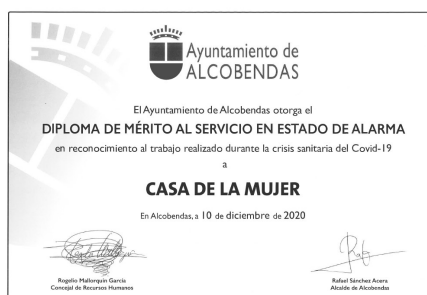 Ayuntamiento de
ALCOBENDAS
El Ayuntamiento de Alcobendas otorga el
DIPLOMA DE MÉRITO AL SERVICIO EN ESTADO DE ALARMA
en reconocimiento al trabajo realizado durante la crisis sanitaria del Covid-19
a
CASA DE LA MUJER
En Alcobendas, a 10 de diciembre de 2020
Rogelio Mallorquín García
Concejal de Recursos Humanos
Rafael Sánchez Acera
Alcalde de Alcobendas